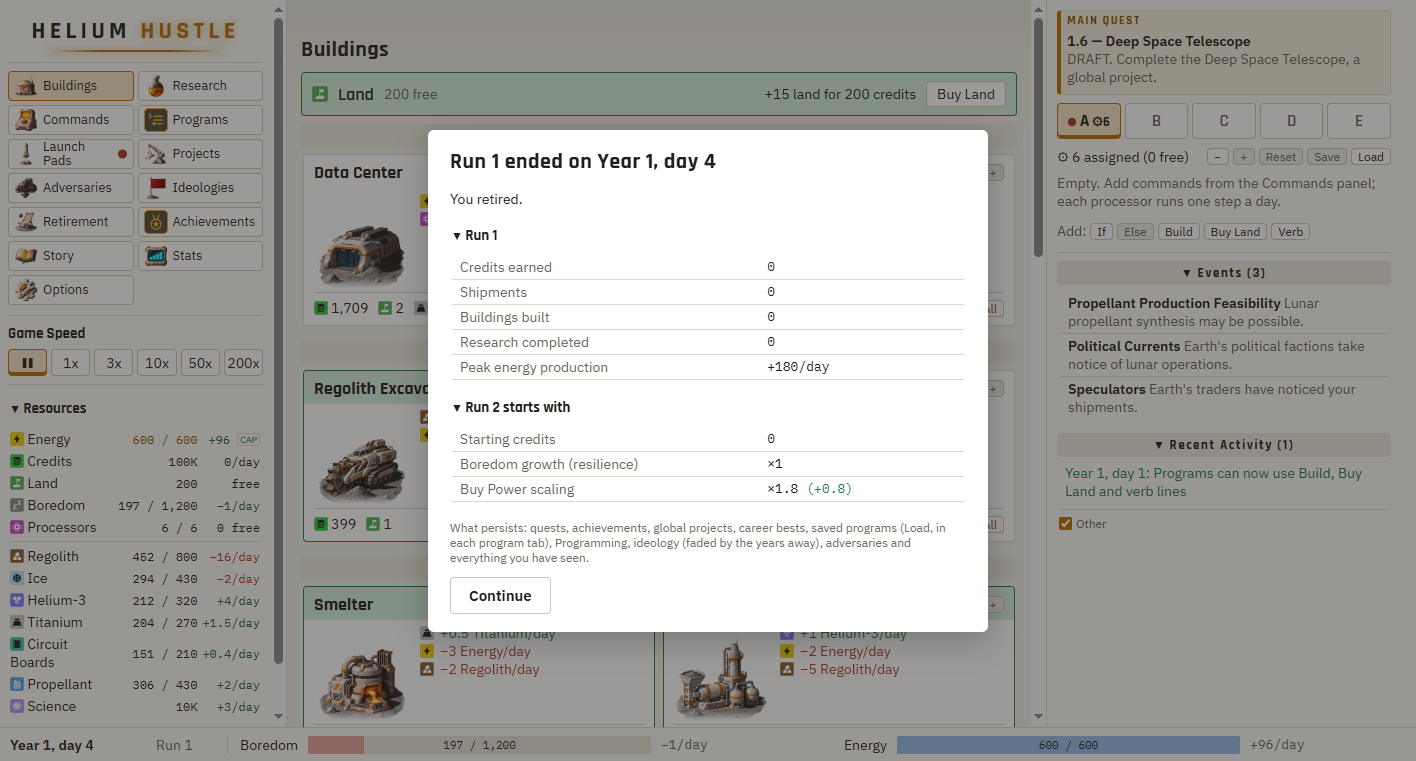 HELIUM HUSTLE
Buildings
Research
Commands
Programs
Launch
Pads
Projects
Adversaries
Ideologies
Retirement
Achievements
Story
Stats
Options
Game Speed
1x
3x
10x
50x
200x
▼ Resources
Energy 600 / 600 +96 CAP
Credits 100K 0/day
Land 200 free
Boredom 197 / 1,200 −1/day
Processors 6 / 6 0 free
Regolith 452 / 800 −16/day
Ice 294 / 430 −2/day
Helium-3 212 / 320 +4/day
Titanium 204 / 270 +1.5/day
Circuit
Boards 151 / 210 +0.4/day
Propellant 306 / 430 +2/day
Science 10K +3/day
Buildings
Land 200 free +15 land for 200 credits Buy Land
Data Center
+
1,709 2
Regolith
+
399 1
Smelter
+
−3 Energy/day
−2 Regolith/day
+1 Helium-3/day
−2 Energy/day
−5 Regolith/day
Run 1 ended on Year 1, day 4
You retired.
▼ Run 1
Credits earned 0
Shipments 0
Buildings built 0
Research completed 0
Peak energy production +180/day
▼ Run 2 starts with
Starting credits 0
Boredom growth (resilience) ×1
Buy Power scaling ×1.8 (+0.8)
What persists: quests, achievements, global projects, career bests, saved programs (Load, in
each program tab), Programming, ideology (faded by the years away), adversaries and
everything you have seen.
Continue
MAIN QUEST
1.6 — Deep Space Telescope
DRAFT. Complete the Deep Space Telescope, a
global project.
A ⚙6 B C D E
⚙ 6 assigned (0 free) − + Reset Save Load
Empty. Add commands from the Commands panel;
each processor runs one step a day.
Add: If Else Build Buy Land Verb
▼ Events (3)
Propellant Production Feasibility Lunar
propellant synthesis may be possible.
Political Currents Earth's political factions take
notice of lunar operations.
Speculators Earth's traders have noticed your
shipments.
▼ Recent Activity (1)
Year 1, day 1: Programs can now use Build, Buy
Land and verb lines
Other
Year 1, day 4 Run 1 Boredom 197 / 1,200 −1/day Energy 600 / 600 +96/day